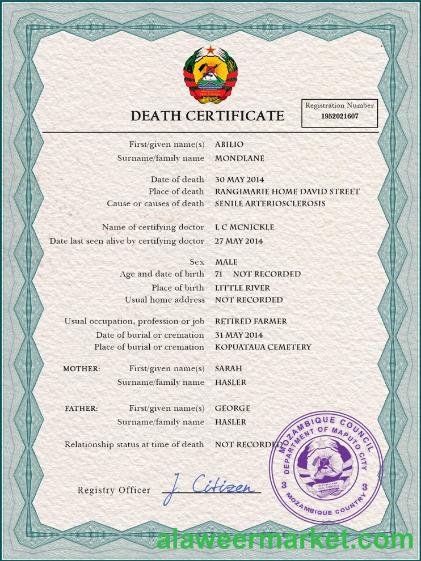 DEATH CERTIFICATE
Registration Number
1952021607
First/given name(s) ABILIO
Surname/family name MONDLANE
Date of death 30 MAY 2014
Place of death RANGIMARIE HOME DAVID STREET
Cause or causes of death SENILE ARTERIOSCLEROSIS
Name of certifying doctor I. C MCNICKLE
Date last seen alive by certifying doctor 27 MAY 2014
Sex MALE
Age and date of birth 71 NOT RECORDED
Place of birth LITTLE RIVER
Usual home address NOT RECORDED
Usual occupation, profession or job RETIRED FARMER
Date of burial or cremation 31 MAY 2014
Place of burial or cremation KOPUATAUA CEMETERY
MOTHER: First/given name(s) SARAH
Surname/family name HASLER
FATHER: First/given name(s) GEORGE
Surname/family name HASLER
Relationship status at time of death NOT RECORDED
MOZAMBIQUE COUNCIL
DEPARTMENT OF MAPUTO CITY
3 3
MOZAMBIQUE COUNTRY
Registry Officer J. Citizen
alaweermarket.com